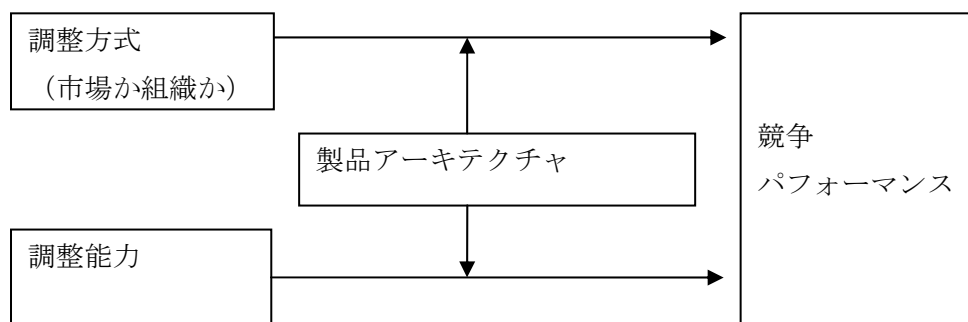 調整方式
（市場か組織か）
製品アーキテクチャ
競争
パフォーマンス
調整能力